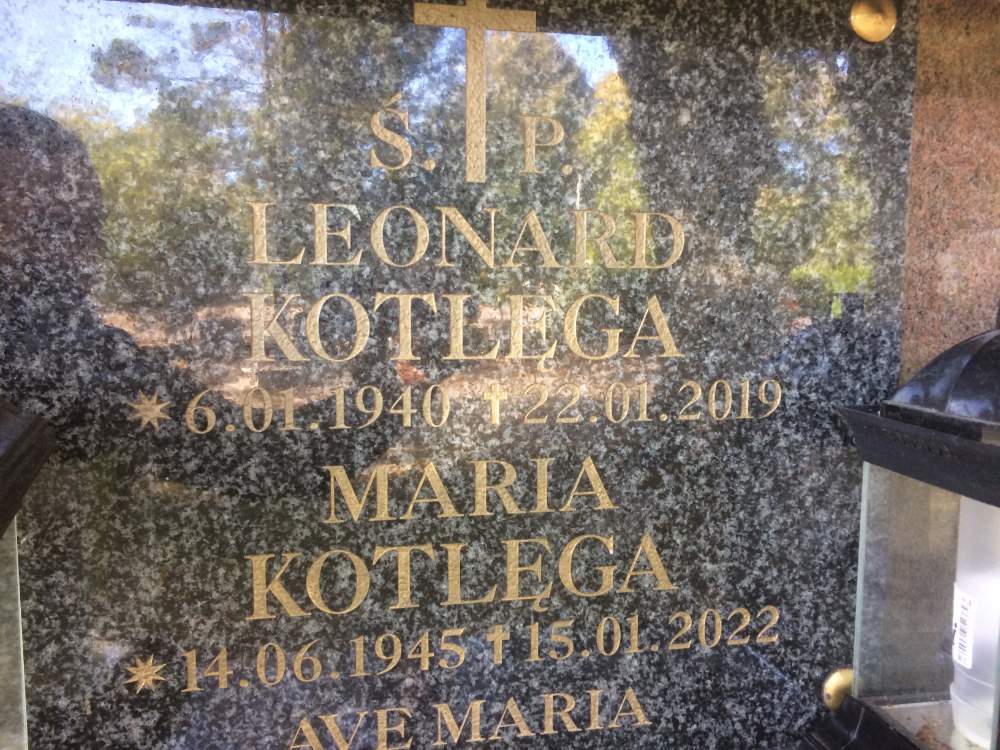 Ś. P.
LEONARD
KOTLĘGA
6.01.1940 22.01.2019
MARIA
KOTLĘGA
14.06.1945 15.01.2022
AVE MARIA